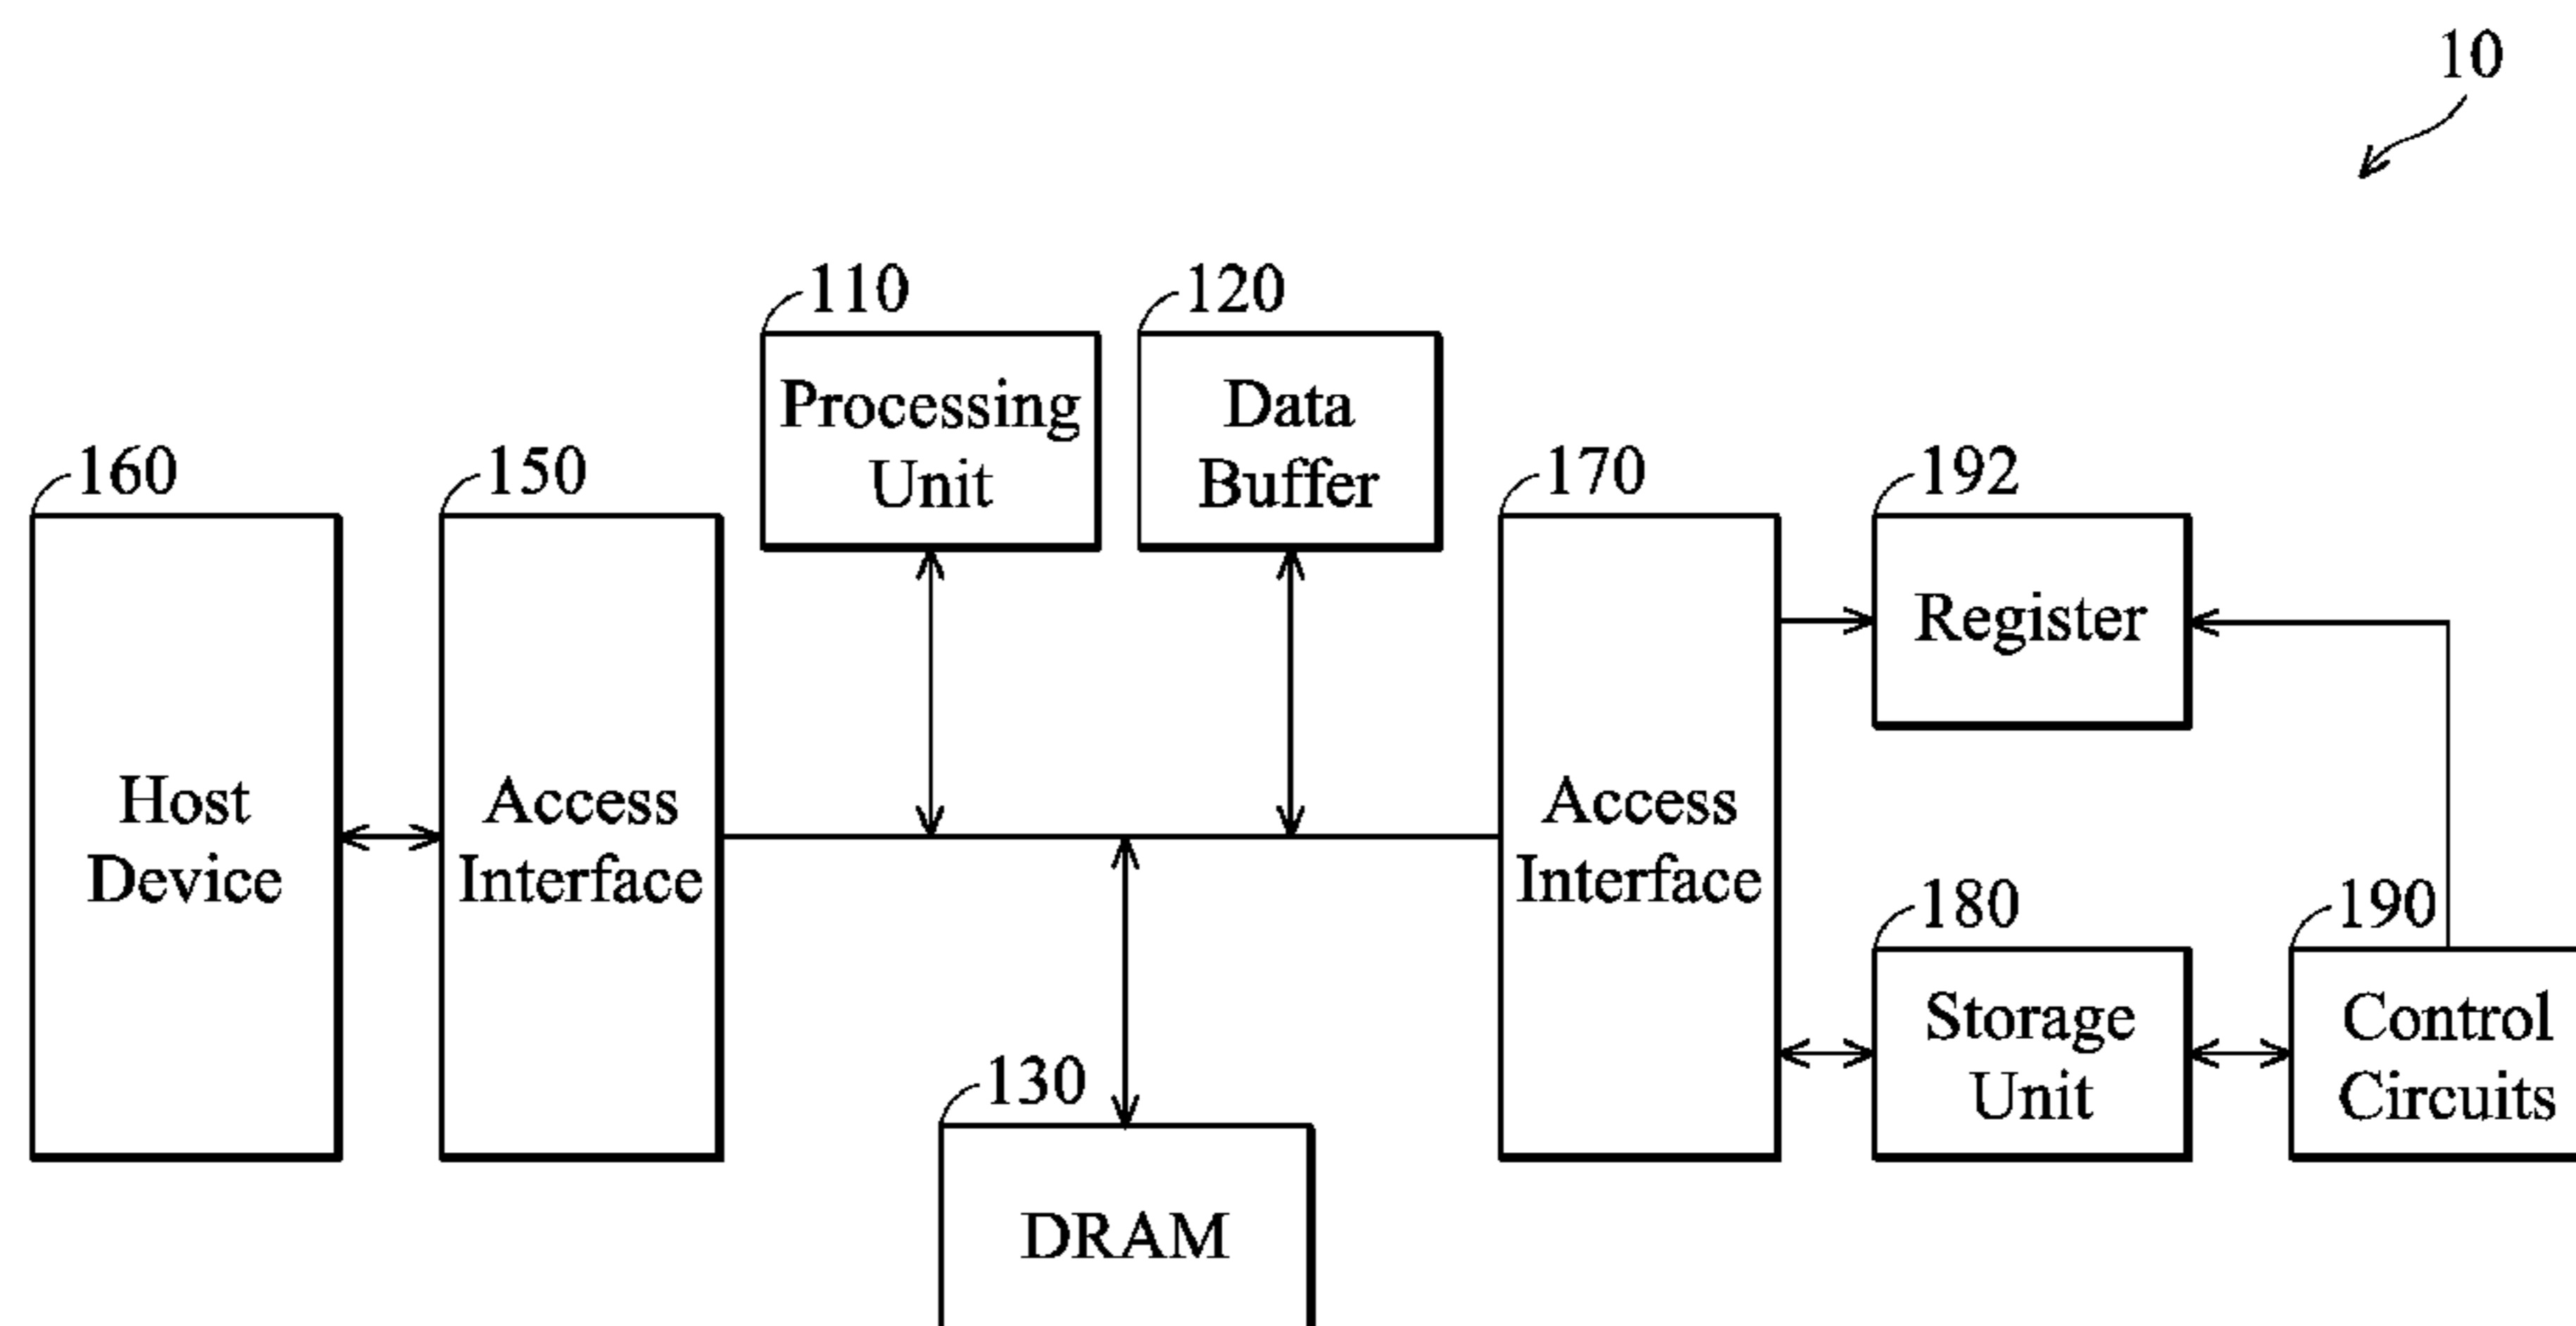 10
110
120
Processing
Unit
Data
Buffer
160
150
170
192
Host
Device
Access
Interface
Access
Interface
Register
180
190
Storage
Unit
Control
Circuits
130
DRAM